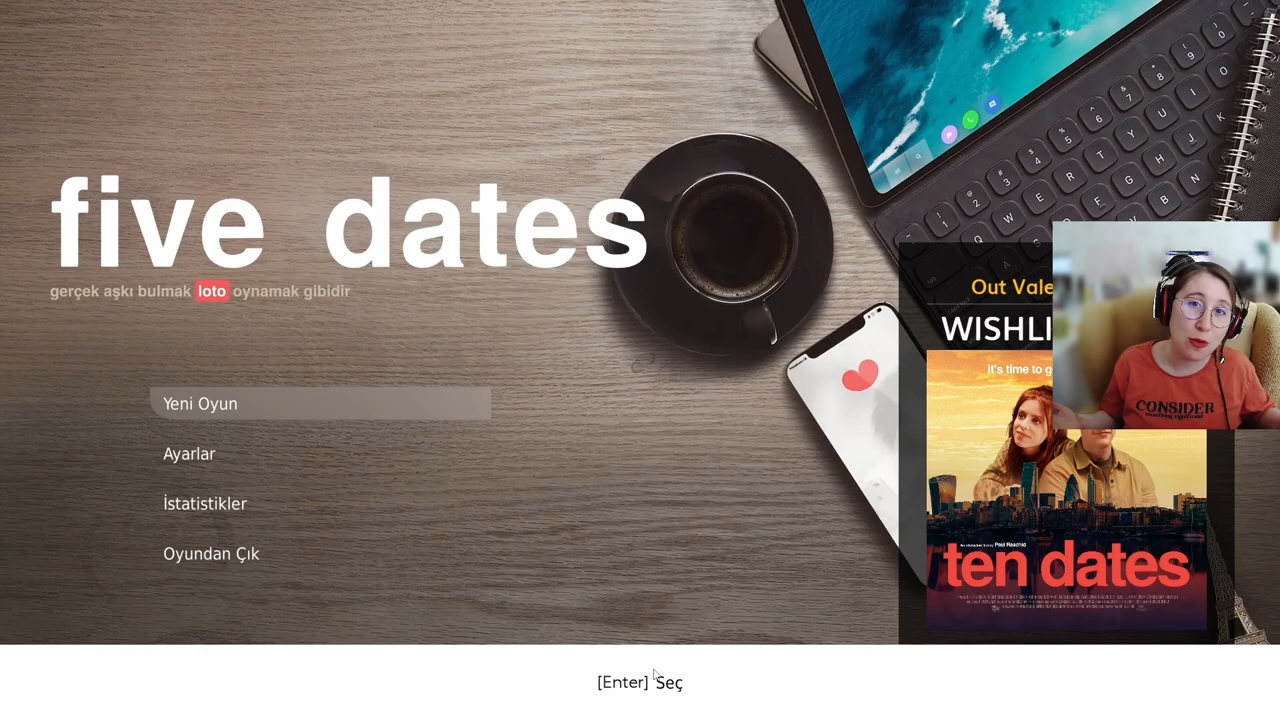 five dates
gerçek aşkı bulmak loto oynamak gibidir
Yeni Oyun
Ayarlar
İstatistikler
Oyundan Çık
Out Vale
WISHLI
it's time to g
CONSIDER
ten dates
[Enter] Seç